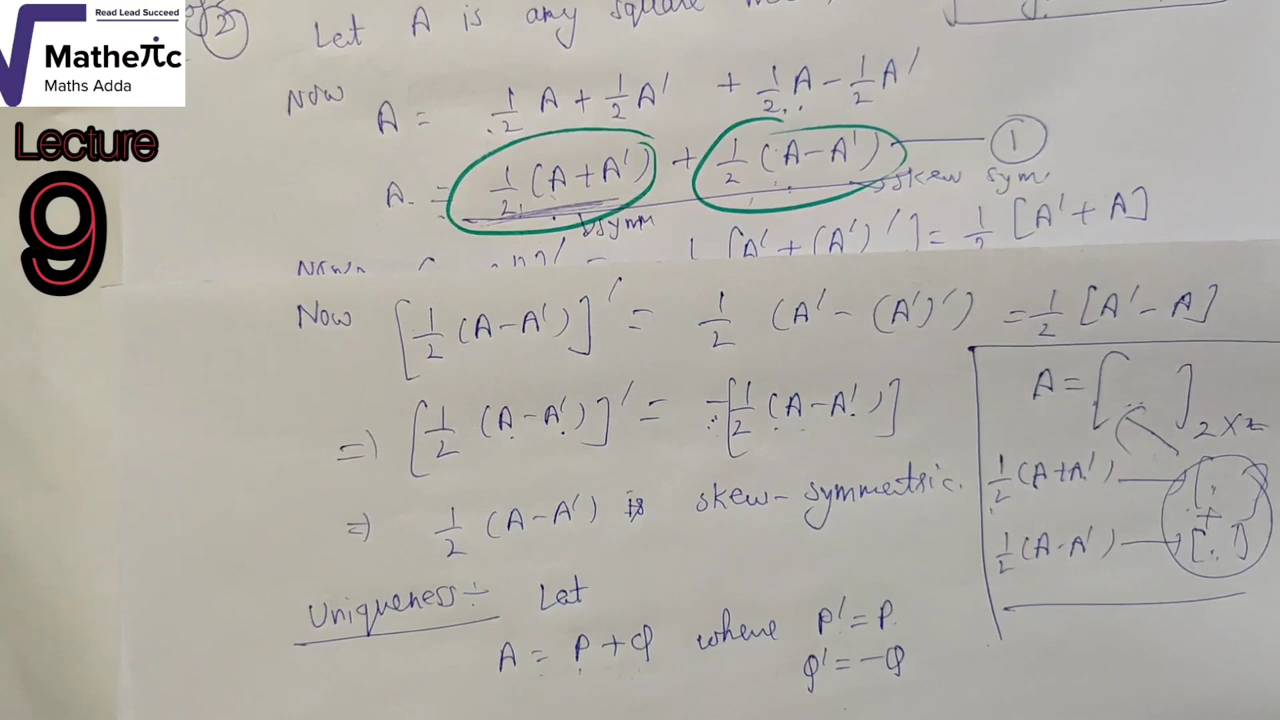 Read Lead Succeed
Matheπc
Maths Adda
Lecture
9
2
Let A is any square
Now A = 1/2 A + 1/2 A' + 1/2 A - 1/2 A'
A = 1/2 (A+A') + 1/2 (A-A') — 1
symm
skew sym.
[A' + (A')'] = 1/2 [A' + A]
Now [1/2 (A-A')]' = 1/2 (A' - (A')') = 1/2 [A' - A]
=> [1/2 (A-A')]' = -[1/2 (A-A')]
=> 1/2 (A-A') is skew-symmetric.
A = [ ] 2x2
1/2 (A+A') — [ . ]
+
1/2 (A-A') — [ . ]
Uniqueness ÷ Let
A = P + Q where P' = P
Q' = -Q